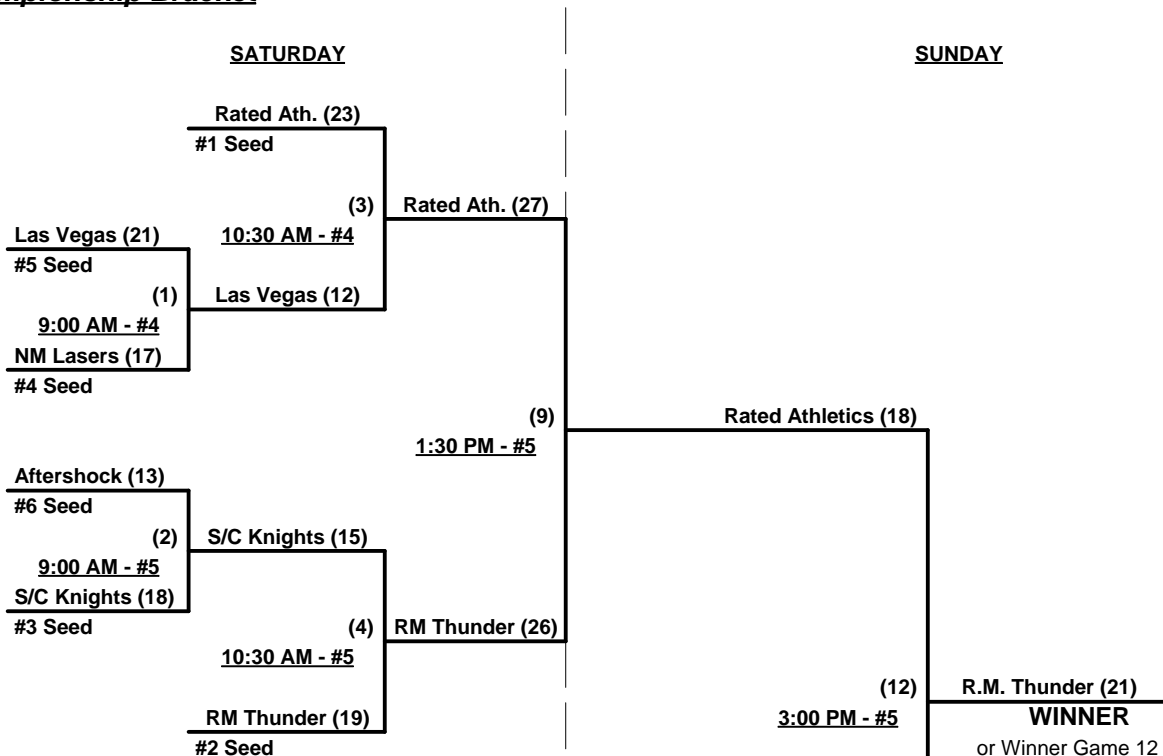 SATURDAY
SUNDAY
Rated Ath. (23)
#1 Seed
(3)
Rated Ath. (27)
Las Vegas (21)
10:30 AM - #4
#5 Seed
(1)
Las Vegas (12)
9:00 AM - #4
NM Lasers (17)
#4 Seed
(9)
Rated Athletics (18)
1:30 PM - #5
Aftershock (13)
#6 Seed
(2)
S/C Knights (15)
9:00 AM - #5
S/C Knights (18)
#3 Seed
(4)
RM Thunder (26)
10:30 AM - #5
(12)
R.M. Thunder (21)
RM Thunder (19)
3:00 PM - #5
WINNER
#2 Seed
or Winner Game 12